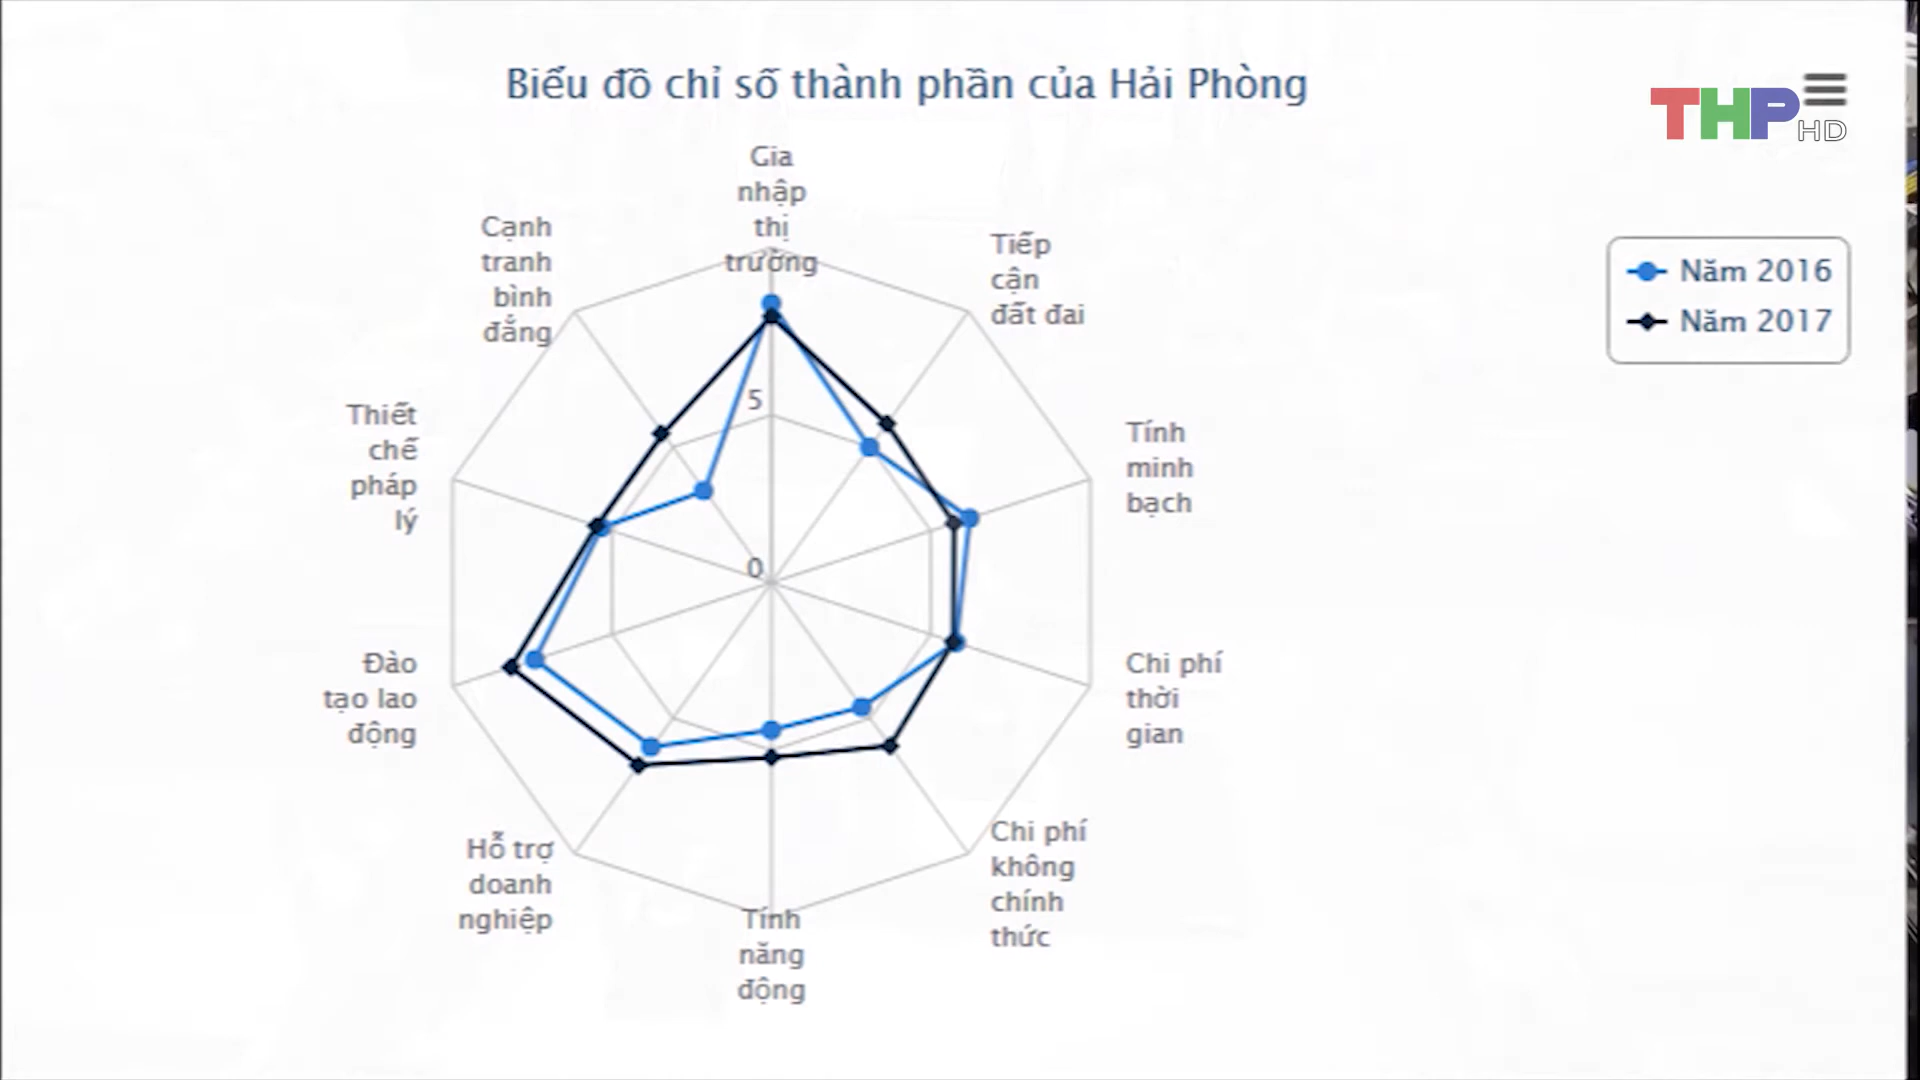 Biểu đồ chỉ số thành phần của Hải Phòng
THP
HD
Năm 2016
Năm 2017
Gia
nhập
thị
trường
Tiếp
cận
đất đai
Tính
minh
bạch
Chi phí
thời
gian
Chi phí
không
chính
thức
Tính
năng
động
Hỗ trợ
doanh
nghiệp
Đào
tạo lao
động
Thiết
chế
pháp
lý
Cạnh
tranh
bình
đẳng
5
0